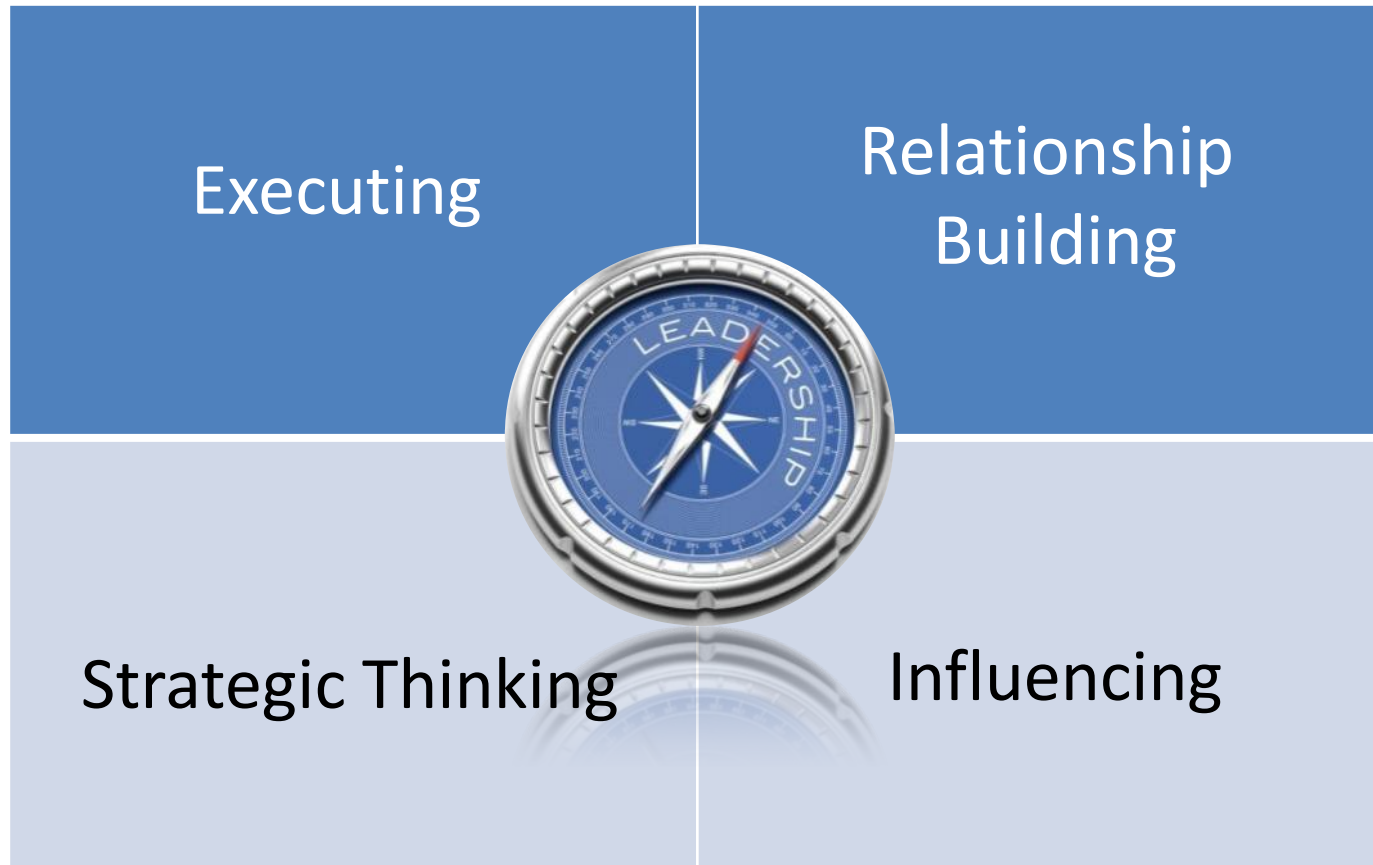 Executing
Relationship
Building
LEADERSHIP
Strategic Thinking
Influencing